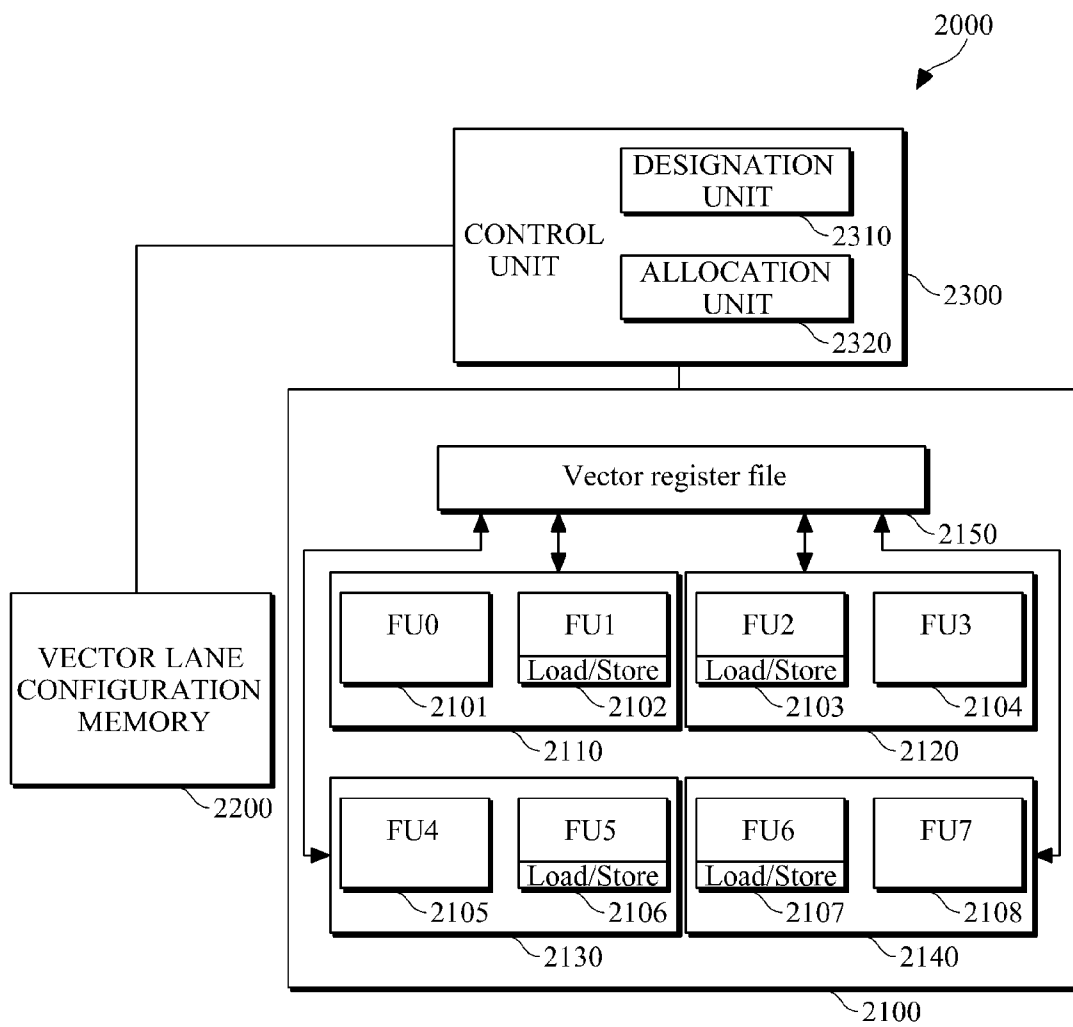 2000
DESIGNATION
UNIT
2310
CONTROL
UNIT
ALLOCATION
UNIT
2320
2300
Vector register file
2150
FU0
2101
FU1
Load/Store
2102
2110
FU2
Load/Store
2103
FU3
2104
2120
VECTOR LANE
CONFIGURATION
MEMORY
2200
FU4
2105
FU5
Load/Store
2106
2130
FU6
Load/Store
2107
FU7
2108
2140
2100